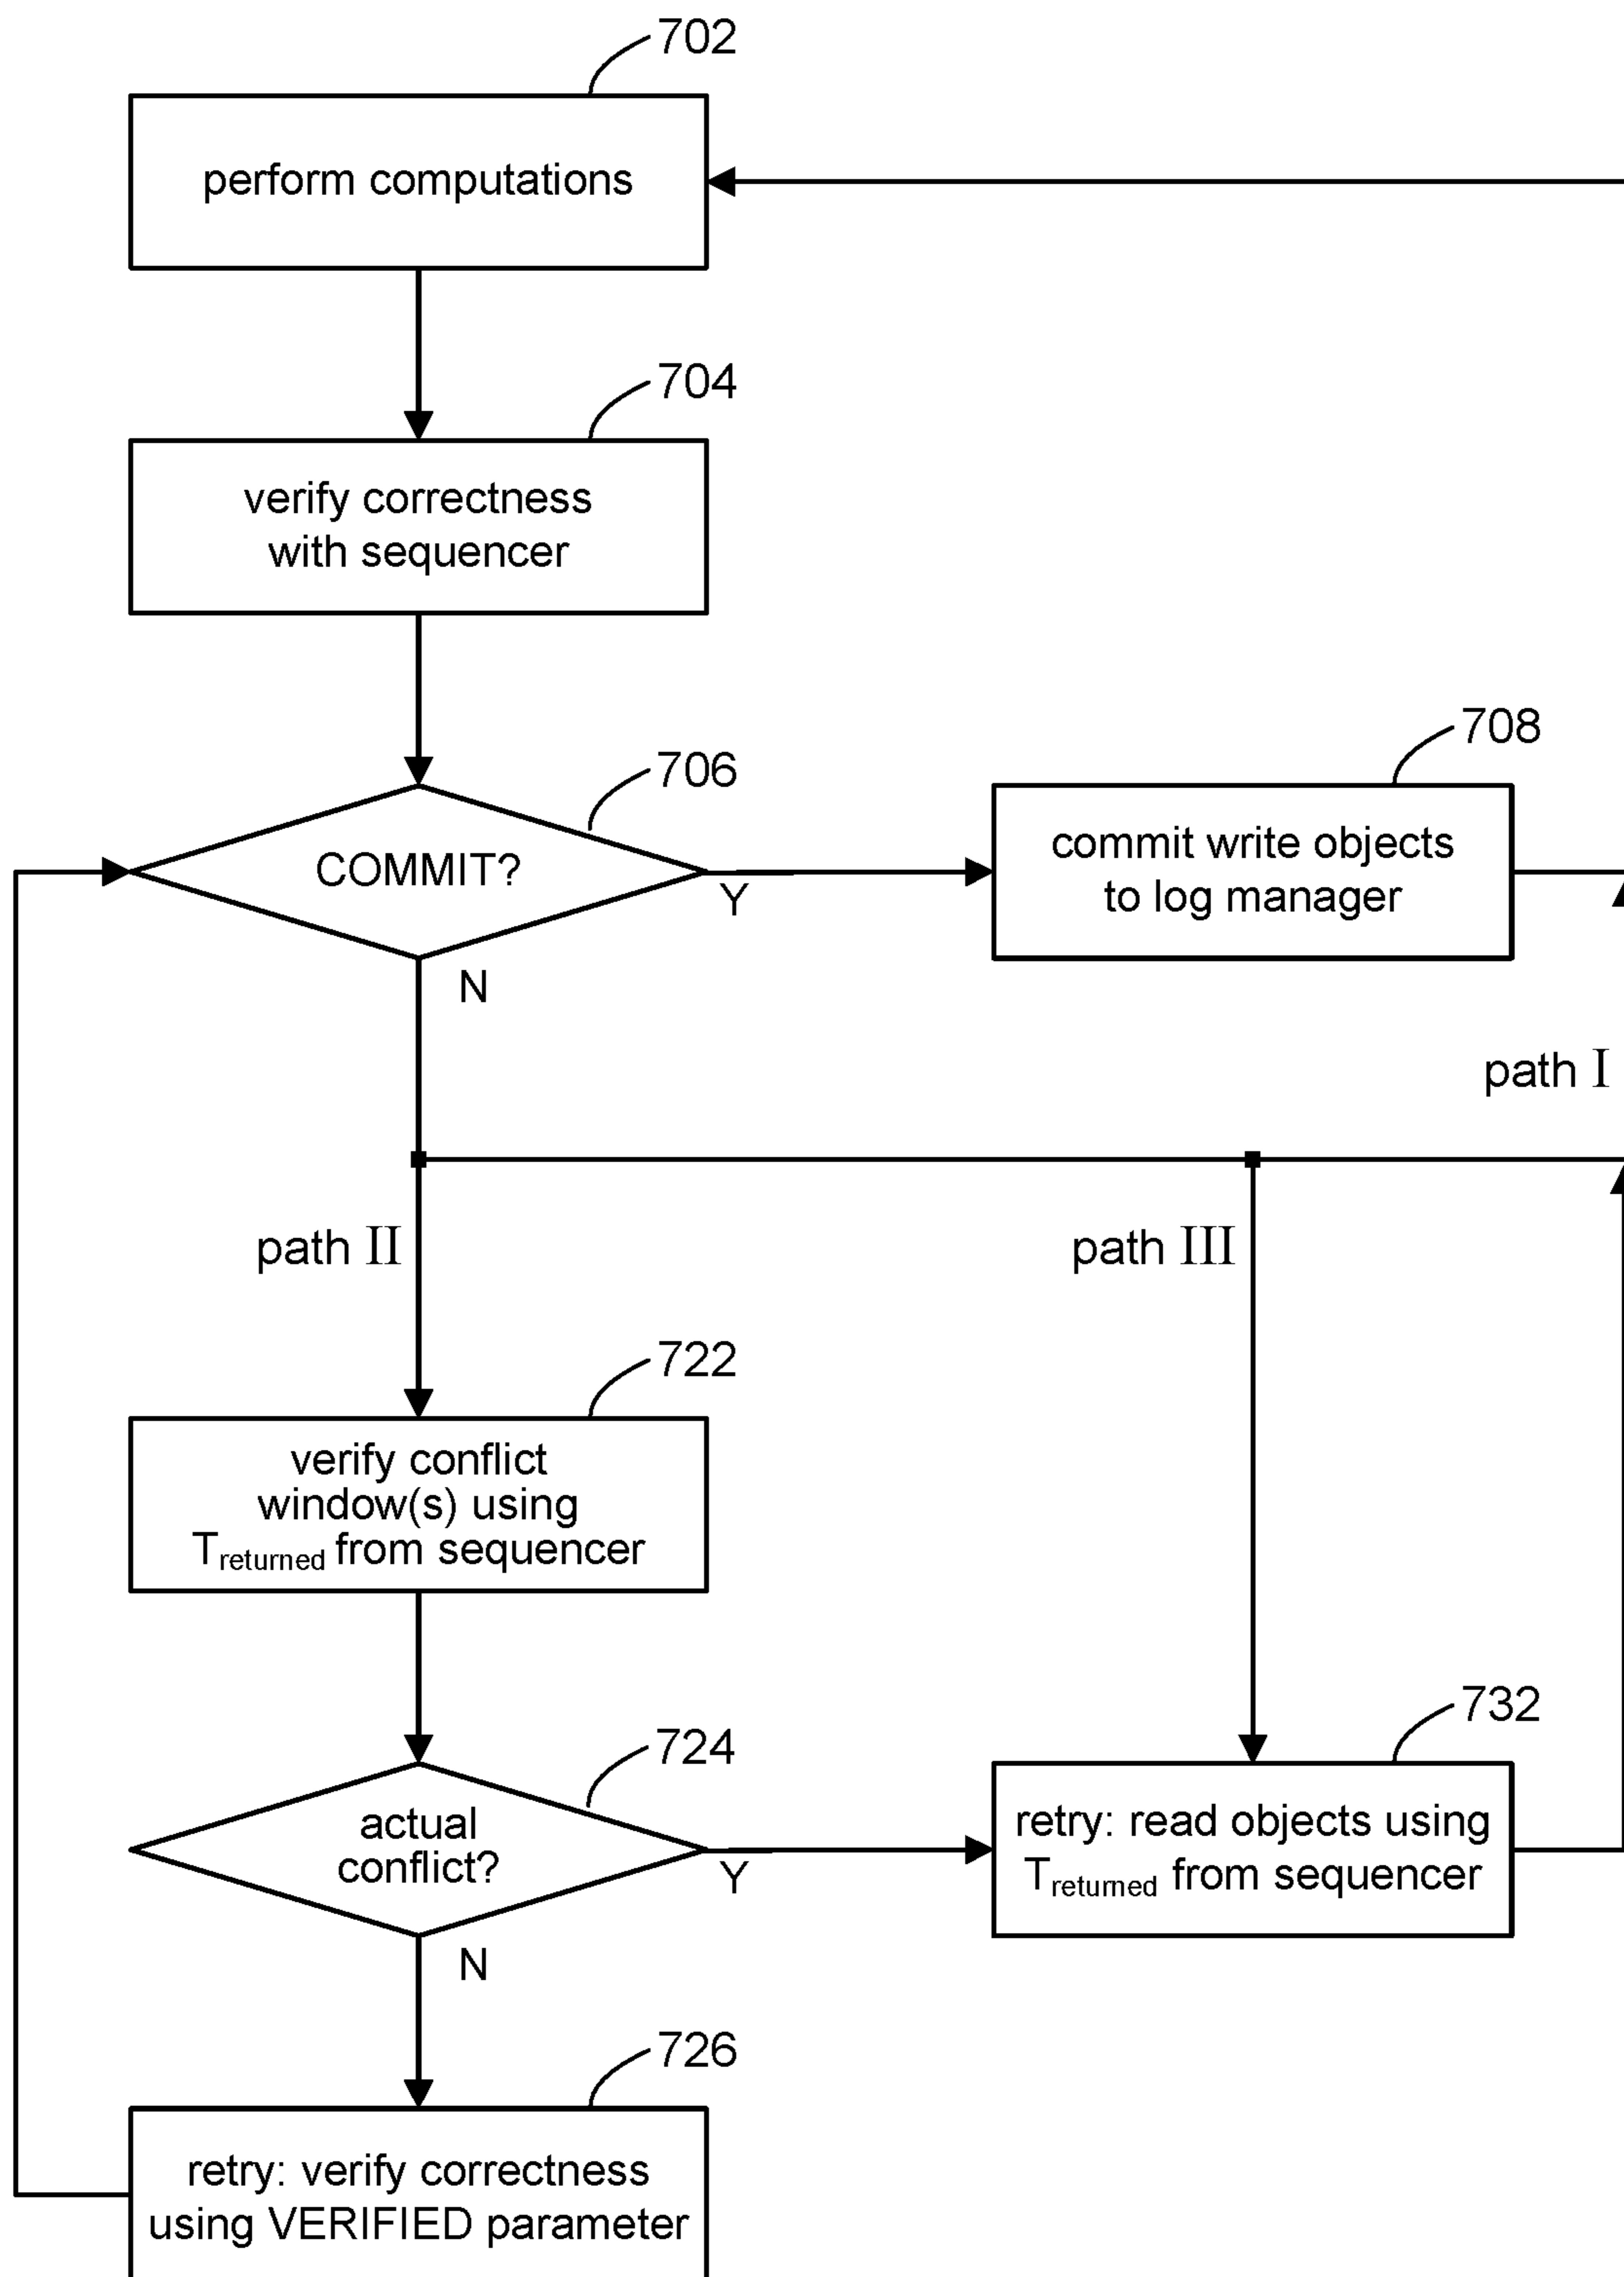 702
perform computations
704
verify correctness
with sequencer
706
COMMIT?
Y
N
708
commit write objects
to log manager
path I
path II
path III
722
verify conflict
window(s) using
Treturned from sequencer
724
actual
conflict?
Y
N
732
retry: read objects using
Treturned from sequencer
726
retry: verify correctness
using VERIFIED parameter